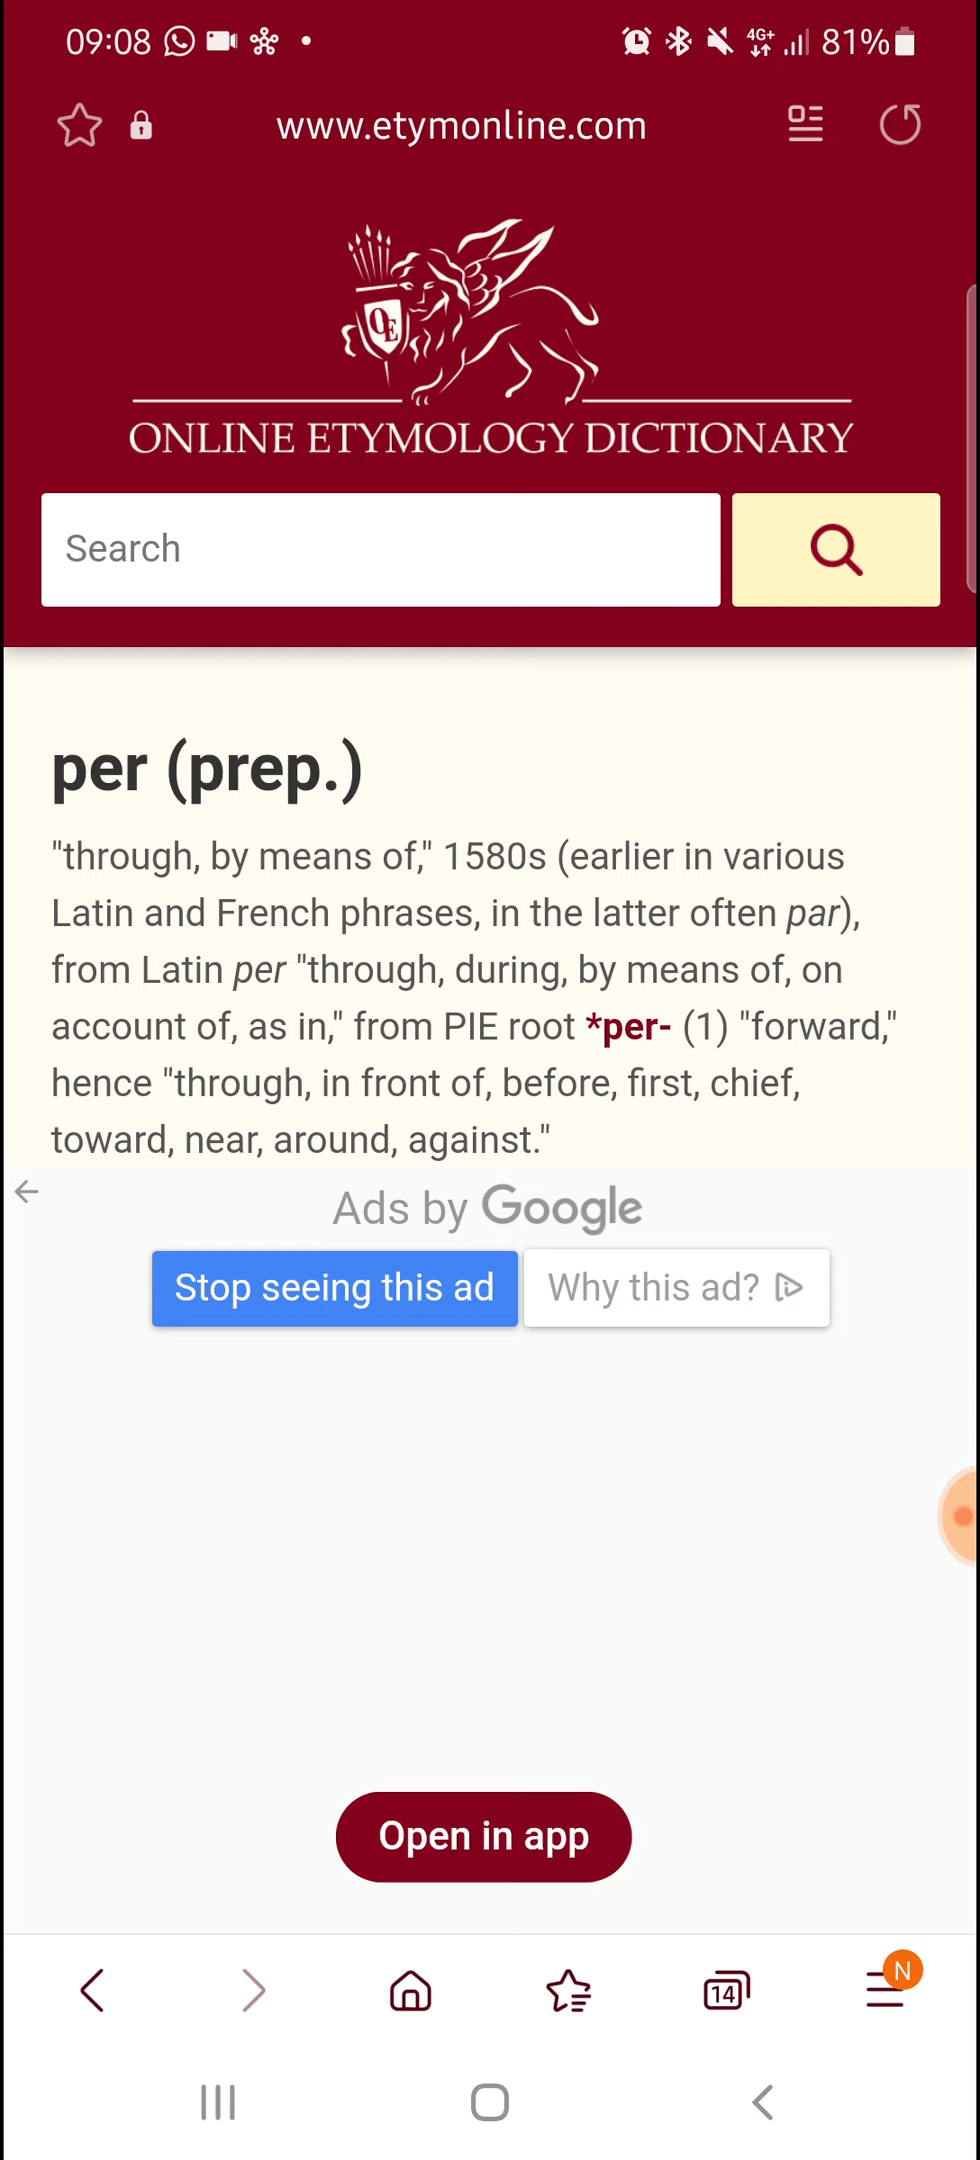 09:08 4G+ 81%
www.etymonline.com
OE
ONLINE ETYMOLOGY DICTIONARY
Search
per (prep.)
"through, by means of," 1580s (earlier in various
Latin and French phrases, in the latter often par),
from Latin per "through, during, by means of, on
account of, as in," from PIE root *per- (1) "forward,"
hence "through, in front of, before, first, chief,
toward, near, around, against."
Ads by Google
Stop seeing this ad Why this ad?
Open in app
14 N